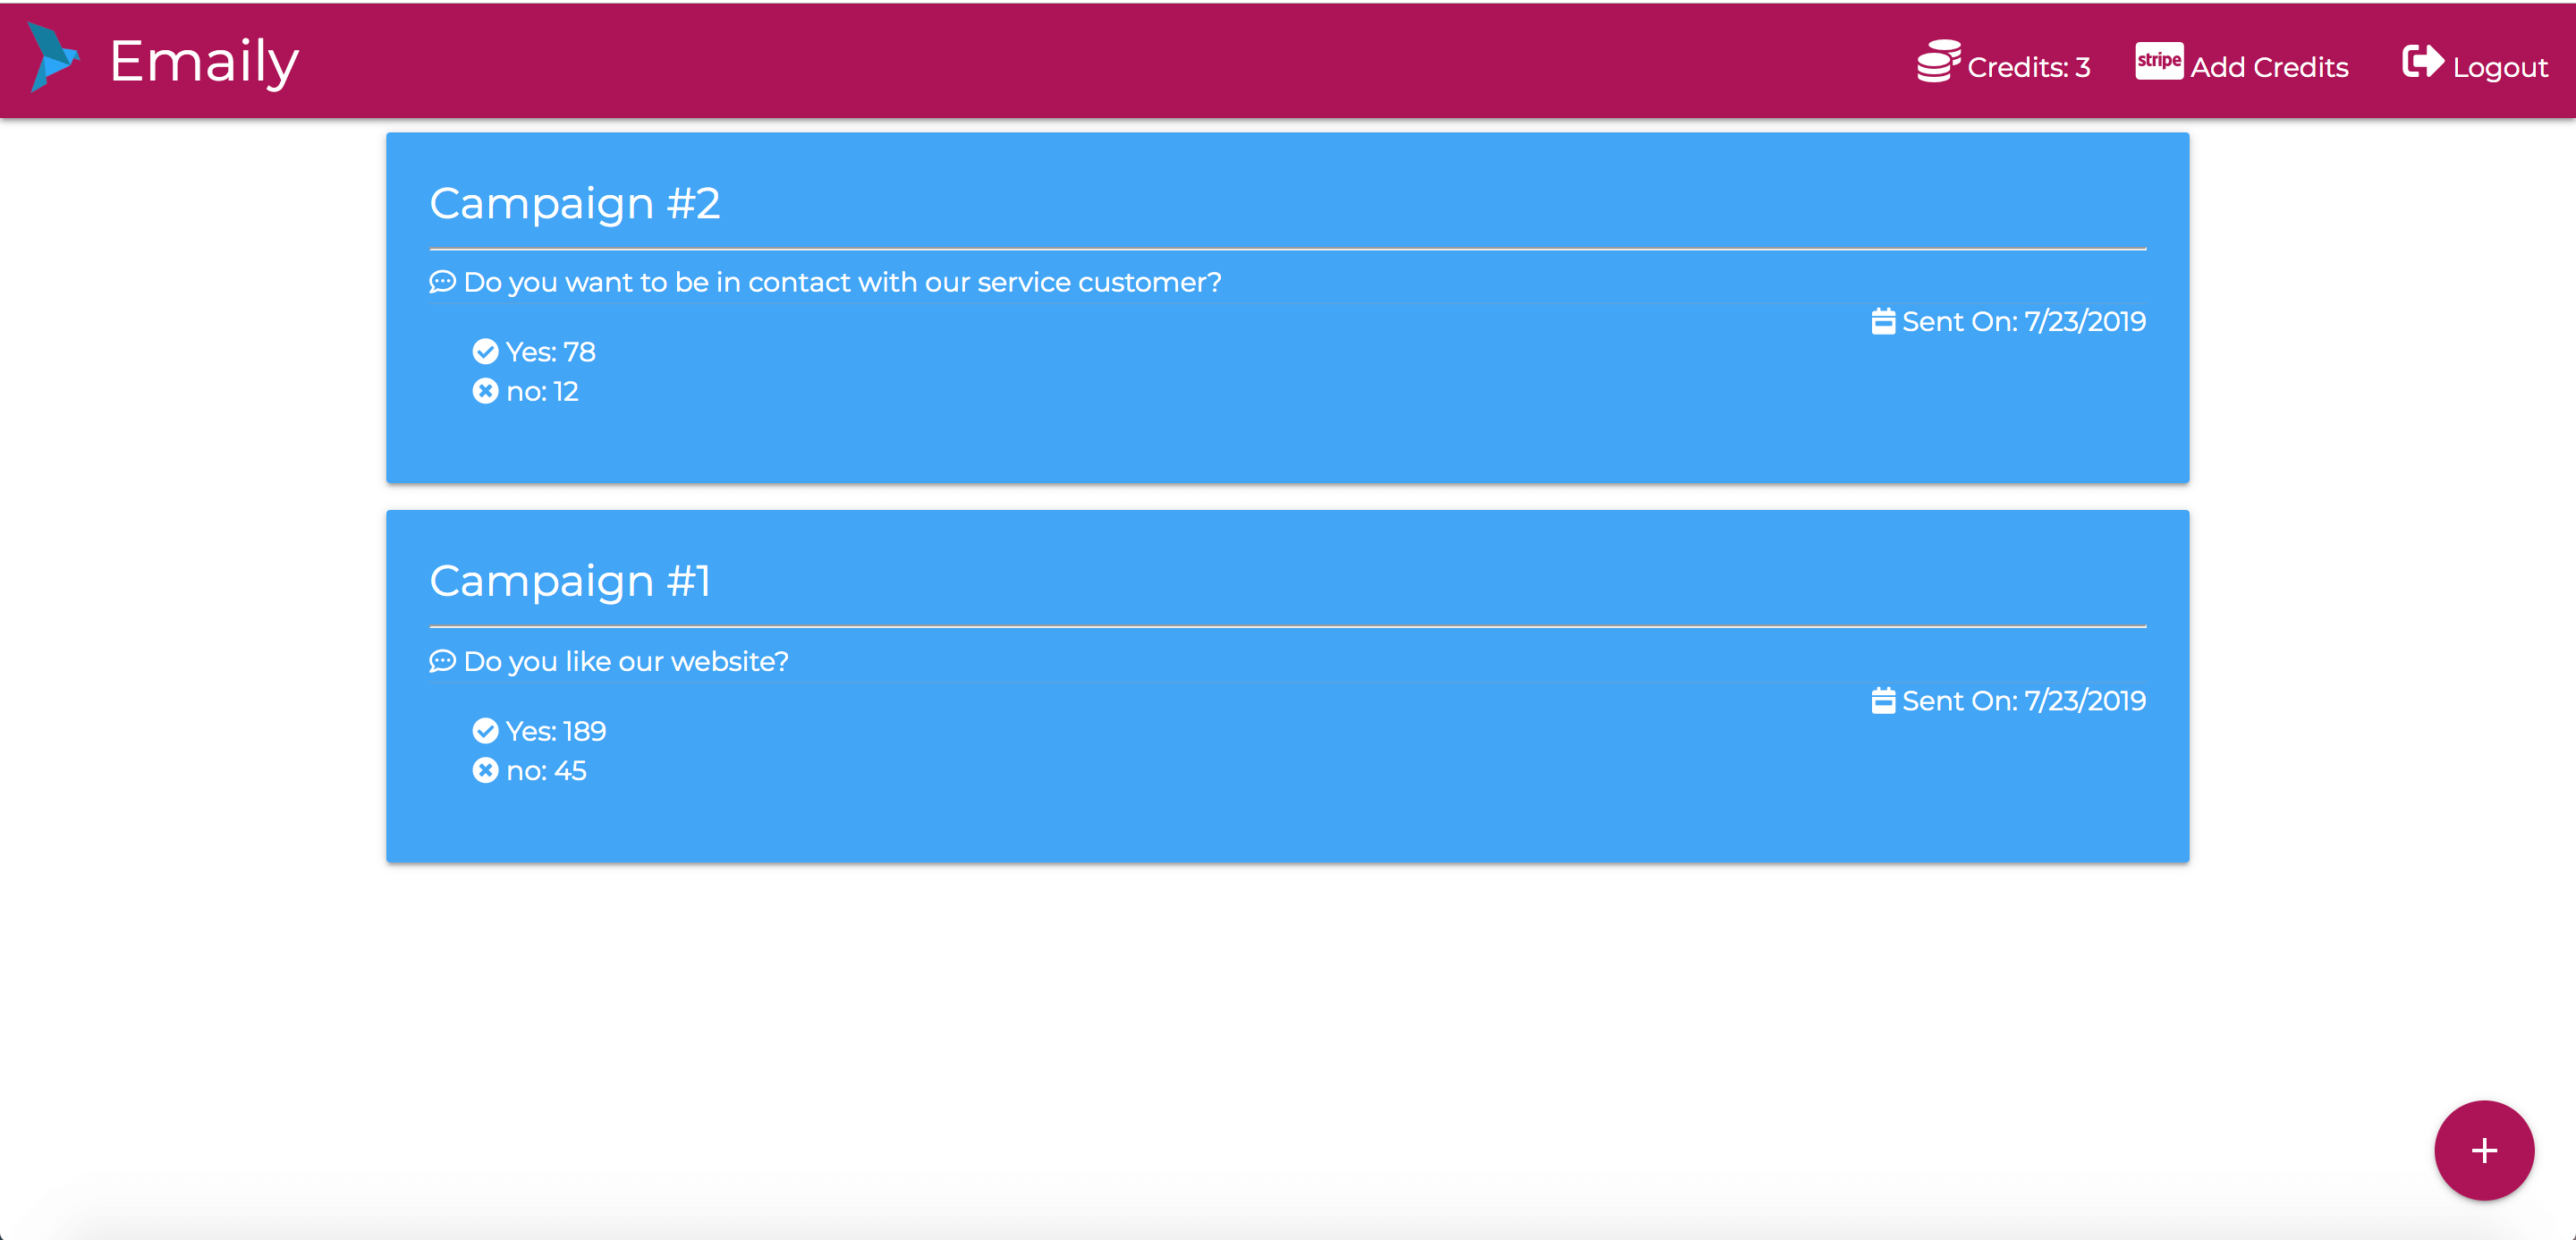 Emaily
Credits: 3
stripe Add Credits
Logout
Campaign #2
Do you want to be in contact with our service customer?
Sent On: 7/23/2019
Yes: 78
no: 12
Campaign #1
Do you like our website?
Sent On: 7/23/2019
Yes: 189
no: 45